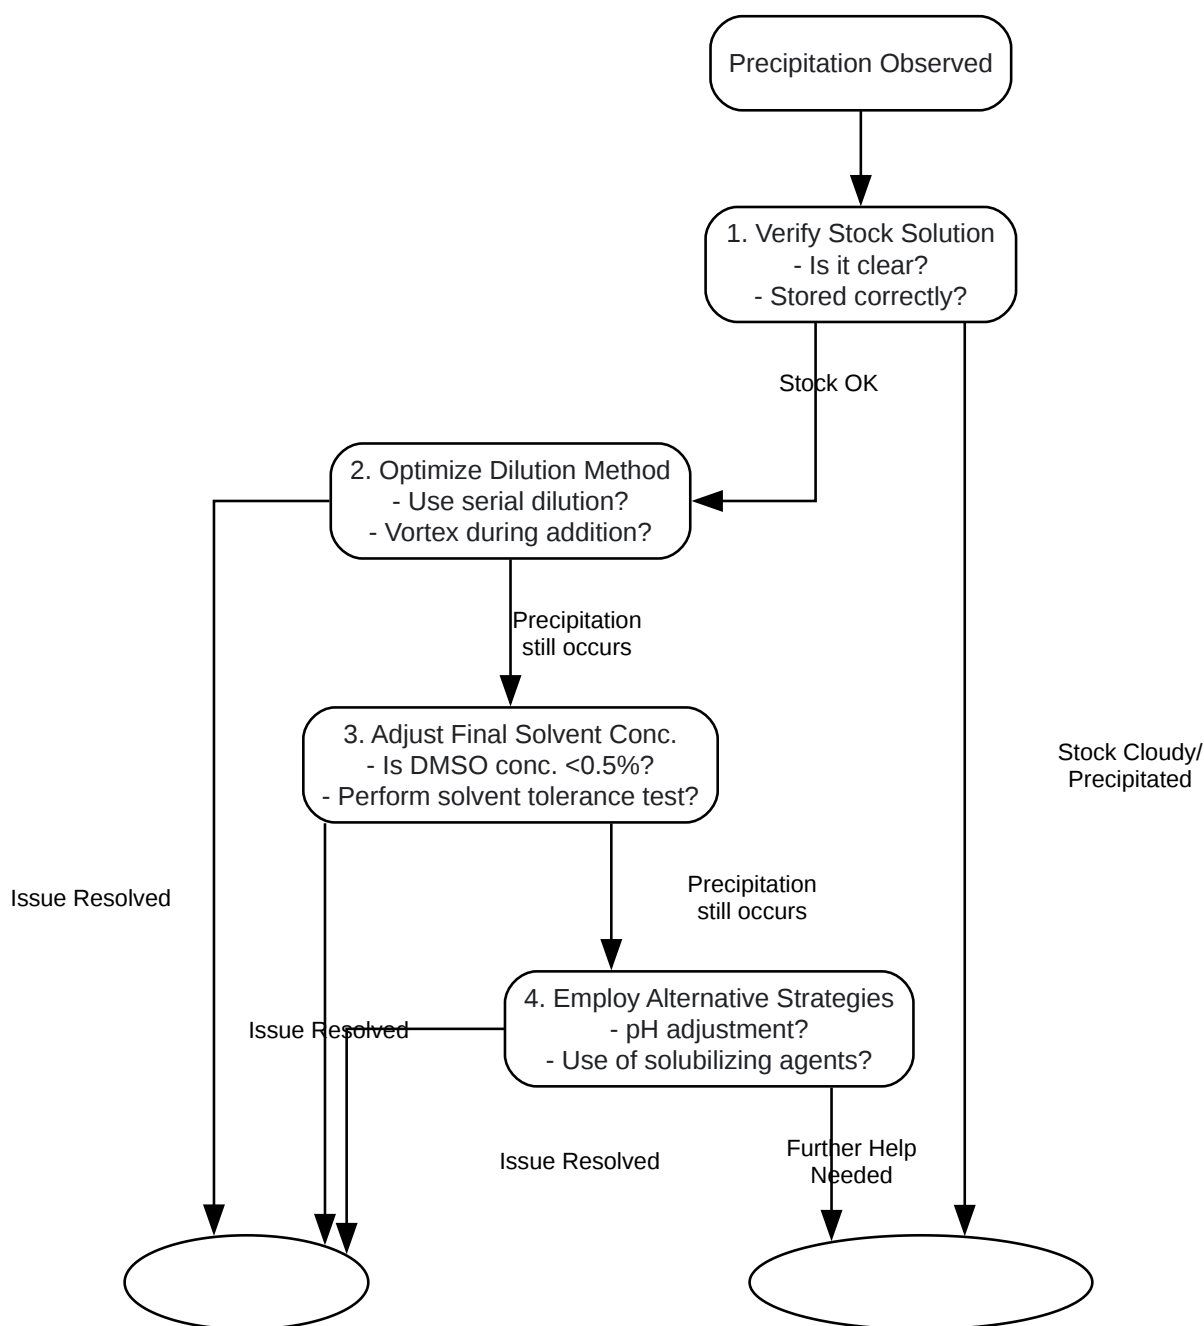 Precipitation Observed
1. Verify Stock Solution
- Is it clear?
- Stored correctly?
Stock OK
2. Optimize Dilution Method
- Use serial dilution?
- Vortex during addition?
Precipitation
still occurs
3. Adjust Final Solvent Conc.
- Is DMSO conc. <0.5%?
- Perform solvent tolerance test?
Stock Cloudy/
Precipitated
Issue Resolved
Precipitation
still occurs
4. Employ Alternative Strategies
- pH adjustment?
- Use of solubilizing agents?
Issue Resolved
Issue Resolved
Further Help
Needed